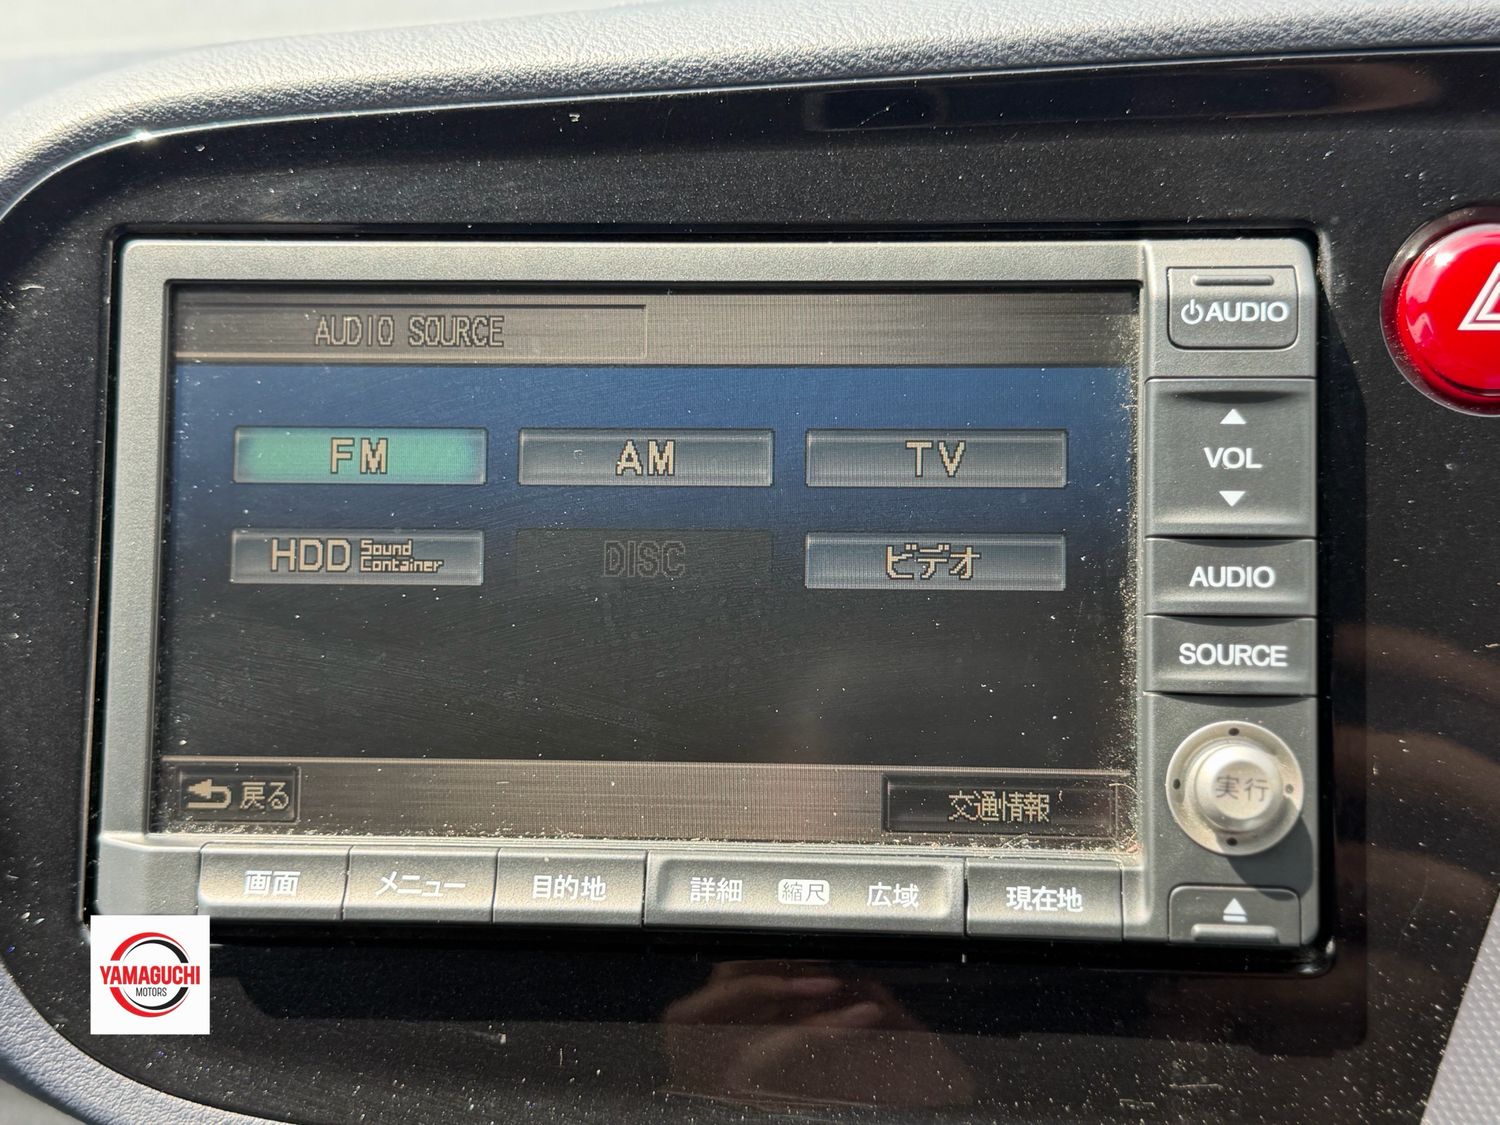 AUDIO SOURCE
FM
AM
TV
HDD Sound Container
DISC
ビデオ
戻る
交通情報
AUDIO
VOL
AUDIO
SOURCE
実行
画面
メニュー
目的地
詳細
縮尺
広域
現在地
YAMAGUCHI
MOTORS